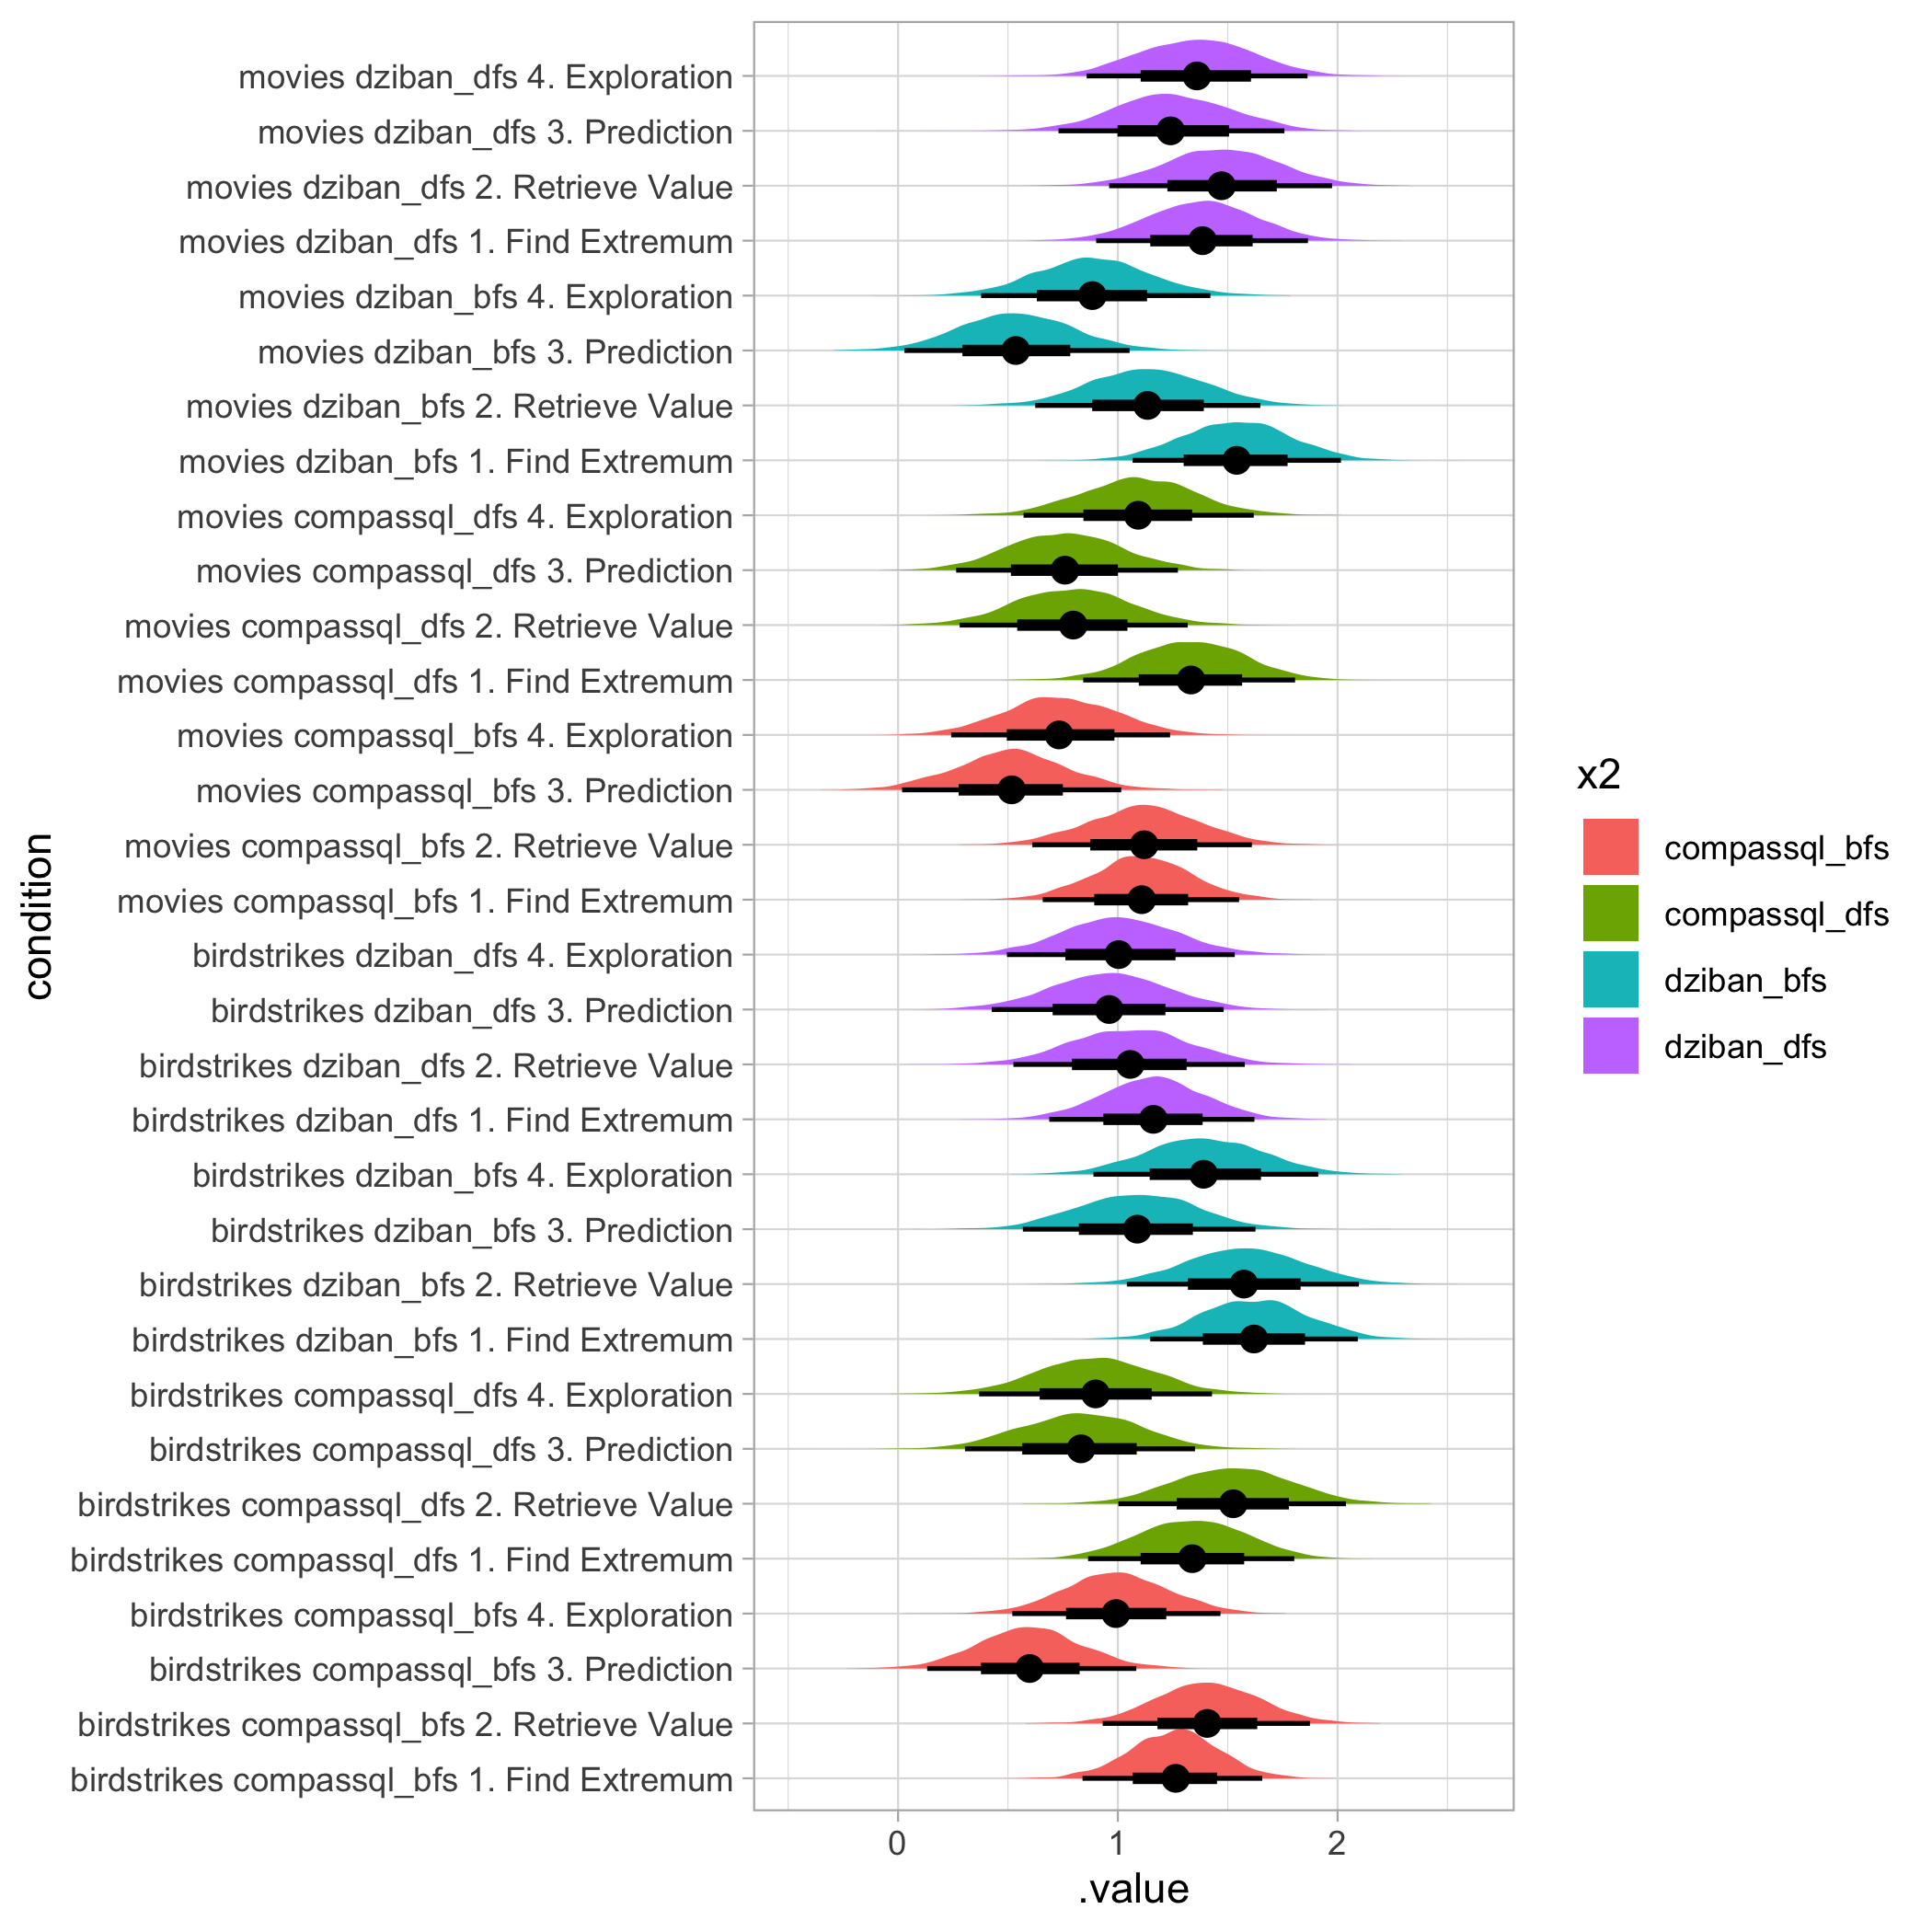 movies dziban_dfs 4. Exploration
movies dziban_dfs 3. Prediction
movies dziban_dfs 2. Retrieve Value
movies dziban_dfs 1. Find Extremum
movies dziban_bfs 4. Exploration
movies dziban_bfs 3. Prediction
movies dziban_bfs 2. Retrieve Value
movies dziban_bfs 1. Find Extremum
movies compassql_dfs 4. Exploration
movies compassql_dfs 3. Prediction
movies compassql_dfs 2. Retrieve Value
movies compassql_dfs 1. Find Extremum
movies compassql_bfs 4. Exploration
movies compassql_bfs 3. Prediction
movies compassql_bfs 2. Retrieve Value
movies compassql_bfs 1. Find Extremum
birdstrikes dziban_dfs 4. Exploration
birdstrikes dziban_dfs 3. Prediction
birdstrikes dziban_dfs 2. Retrieve Value
birdstrikes dziban_dfs 1. Find Extremum
birdstrikes dziban_bfs 4. Exploration
birdstrikes dziban_bfs 3. Prediction
birdstrikes dziban_bfs 2. Retrieve Value
birdstrikes dziban_bfs 1. Find Extremum
birdstrikes compassql_dfs 4. Exploration
birdstrikes compassql_dfs 3. Prediction
birdstrikes compassql_dfs 2. Retrieve Value
birdstrikes compassql_dfs 1. Find Extremum
birdstrikes compassql_bfs 4. Exploration
birdstrikes compassql_bfs 3. Prediction
birdstrikes compassql_bfs 2. Retrieve Value
birdstrikes compassql_bfs 1. Find Extremum
condition
0 1 2
.value
x2
compassql_bfs
compassql_dfs
dziban_bfs
dziban_dfs